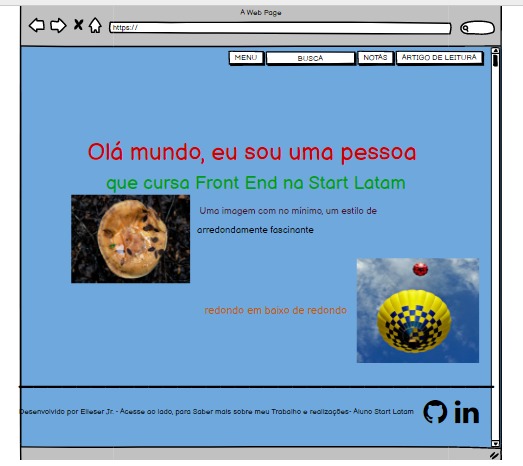 A Web Page
https://
MENU
BUSCA
NOTAS
ARTIGO DE LEITURA
Olá mundo, eu sou uma pessoa
que cursa Front End na Start Latam
Uma imagem com no mínimo, um estilo de
arredondamente fascinante
redondo em baixo de redondo
Desenvolvido por Elieser Jr. - Acesse ao lado, para Saber mais sobre meu Trabalho e realizações- Aluno Start Latam
in